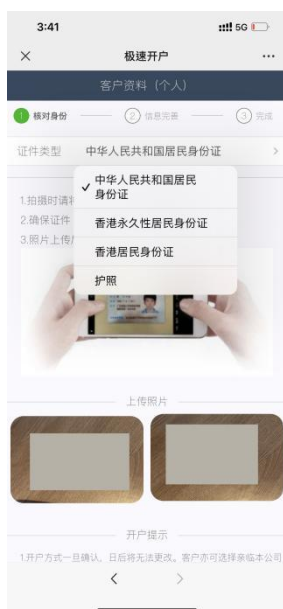 3:41
5G
极速开户
客户资料（个人）
1 核对身份
2 信息完善
3 完成
证件类型 中华人民共和国居民身份证
✓ 中华人民共和国居民
身份证
香港永久性居民身份证
香港居民身份证
护照
1.拍摄时请
2.确保证件
3.照片上传
上传照片
开户提示
1.开户方式一旦确认，日后将无法更改。客户亦可选择亲临本公司